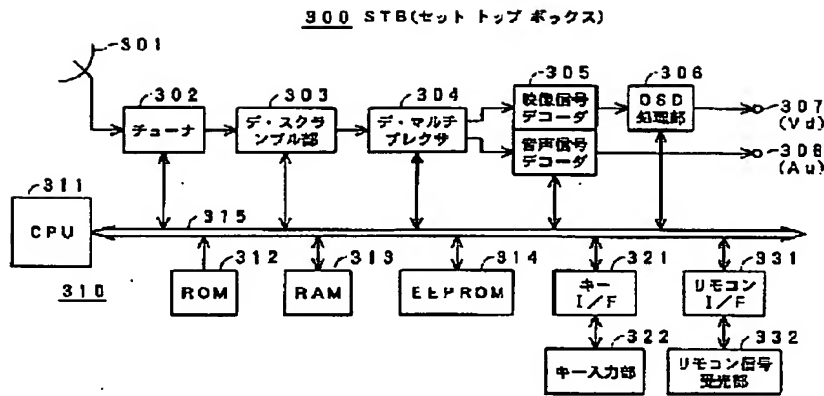 300 STB(セット トップ ボックス)
301
302
303
304
305
306
チューナ
デ・スクランブル部
デ・マルチプレクサ
映像信号デコーダ
音声信号デコーダ
OSD処理部
307
(Vd)
308
(Au)
311
CPU
315
310
312
ROM
313
RAM
314
EEPROM
321
キー
I/F
331
リモコン
I/F
322
キー入力部
332
リモコン信号
受光部